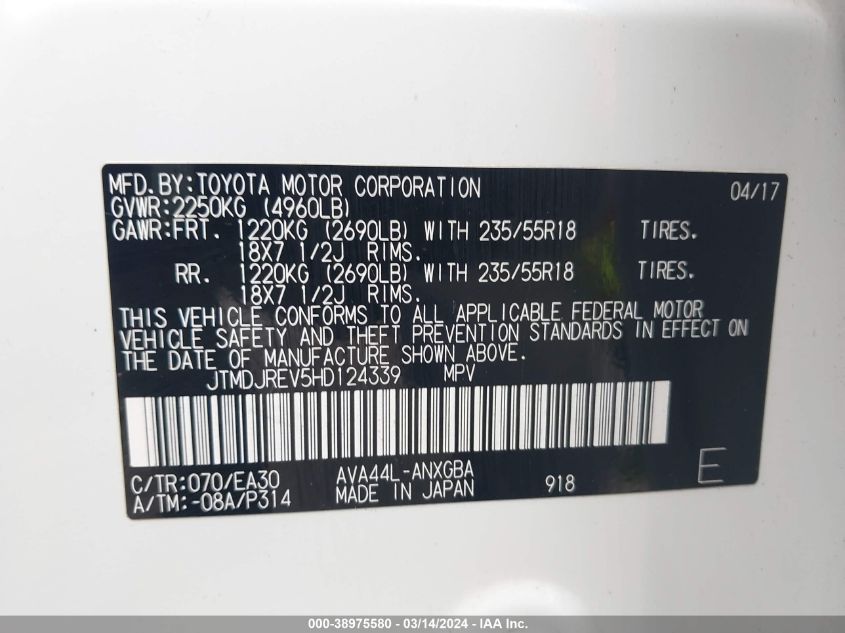 MFD.BY:TOYOTA MOTOR CORPORATION 04/17
GVWR:2250KG (4960LB)
GAWR:FRT. 1220KG (2690LB) WITH 235/55R18 TIRES.
18X7 1/2J RIMS.
RR. 1220KG (2690LB) WITH 235/55R18 TIRES.
18X7 1/2J RIMS.
THIS VEHICLE CONFORMS TO ALL APPLICABLE FEDERAL MOTOR
VEHICLE SAFETY AND THEFT PREVENTION STANDARDS IN EFFECT ON
THE DATE OF MANUFACTURE SHOWN ABOVE.
JTMDJREV5HD124339 MPV
C/TR:070/EA30 AVA44L-ANXGBA E
A/TM:-08A/P314 MADE IN JAPAN 918
000-38975580 - 03/14/2024 - IAA Inc.